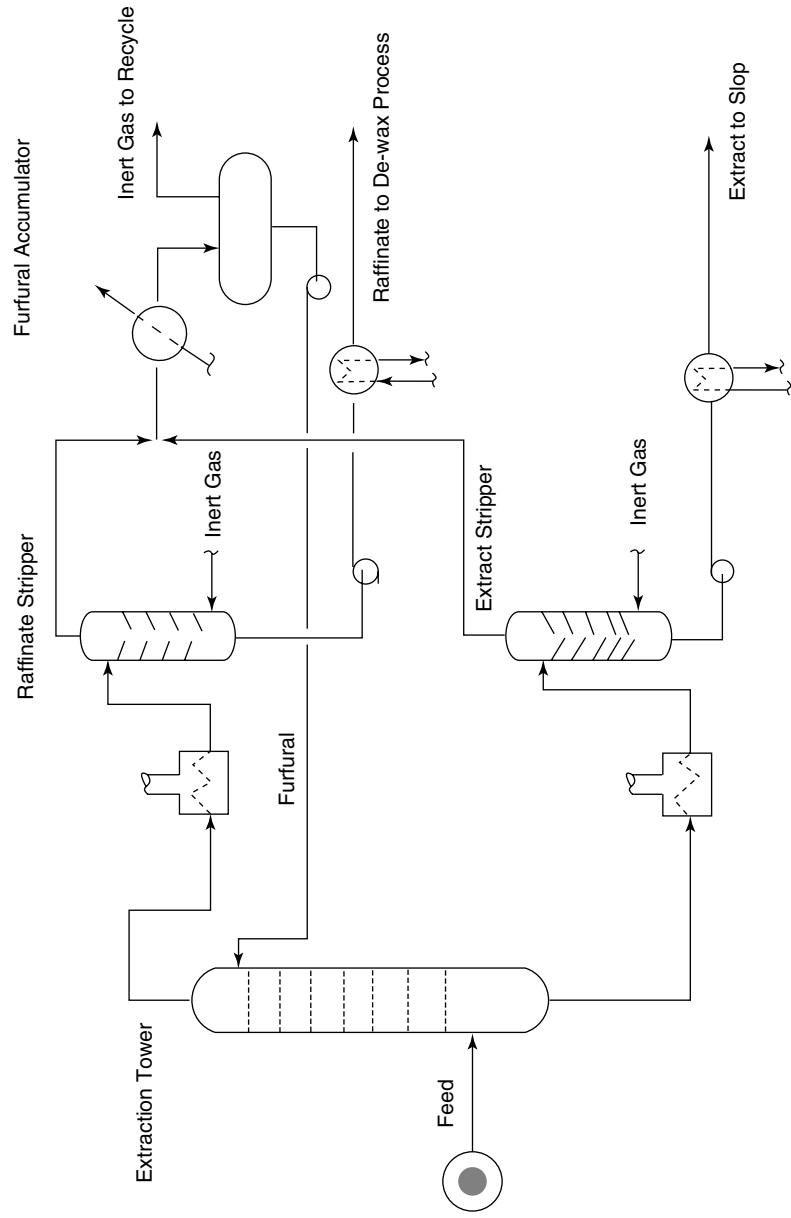 Furfural Accumulator
Inert Gas to Recycle
Raffinate Stripper
Inert Gas
Raffinate to De-wax Process
Furfural
Extraction Tower
Extract Stripper
Inert Gas
Feed
Extract to Slop